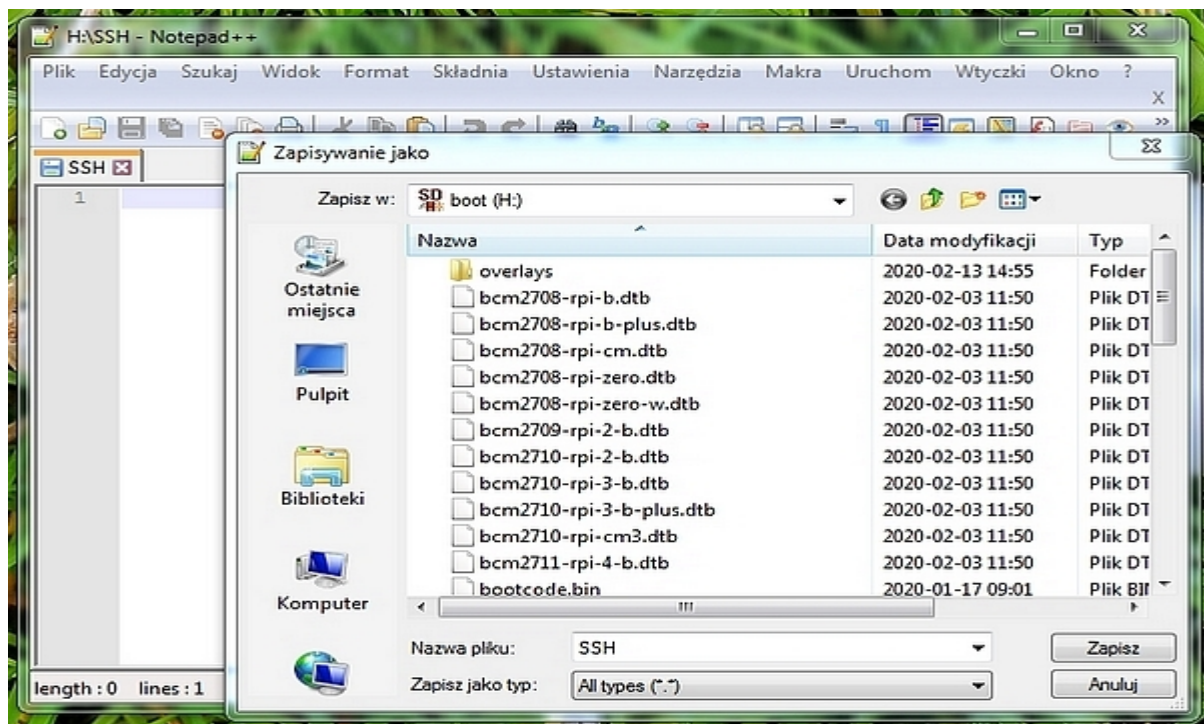 H:\SSH - Notepad++
Plik Edycja Szukaj Widok Format Składnia Ustawienia Narzędzia Makra Uruchom Wtyczki Okno ?
X
SSH
1
Zapisywanie jako
Zapisz w: boot (H:)
Nazwa Data modyfikacji Typ
overlays 2020-02-13 14:55 Folder
bcm2708-rpi-b.dtb 2020-02-03 11:50 Plik DT
bcm2708-rpi-b-plus.dtb 2020-02-03 11:50 Plik DT
bcm2708-rpi-cm.dtb 2020-02-03 11:50 Plik DT
bcm2708-rpi-zero.dtb 2020-02-03 11:50 Plik DT
bcm2708-rpi-zero-w.dtb 2020-02-03 11:50 Plik DT
bcm2709-rpi-2-b.dtb 2020-02-03 11:50 Plik DT
bcm2710-rpi-2-b.dtb 2020-02-03 11:50 Plik DT
bcm2710-rpi-3-b.dtb 2020-02-03 11:50 Plik DT
bcm2710-rpi-3-b-plus.dtb 2020-02-03 11:50 Plik DT
bcm2710-rpi-cm3.dtb 2020-02-03 11:50 Plik DT
bcm2711-rpi-4-b.dtb 2020-02-03 11:50 Plik DT
bootcode.bin 2020-01-17 09:01 Plik BIN
Ostatnie
miejsca
Pulpit
Biblioteki
Komputer
Nazwa pliku: SSH Zapisz
Zapisz jako typ: All types (*.*) Anuluj
length : 0 lines : 1